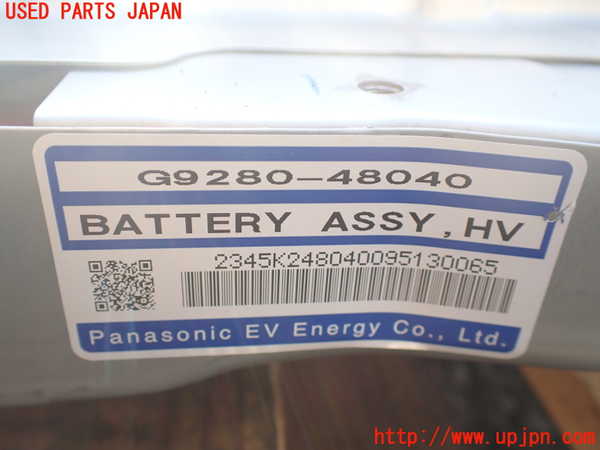 USED PARTS JAPAN
G9280-48040
BATTERY ASSY, HV
2345K248040095130065
Panasonic EV Energy Co., Ltd.
http://www.upjpn.com/